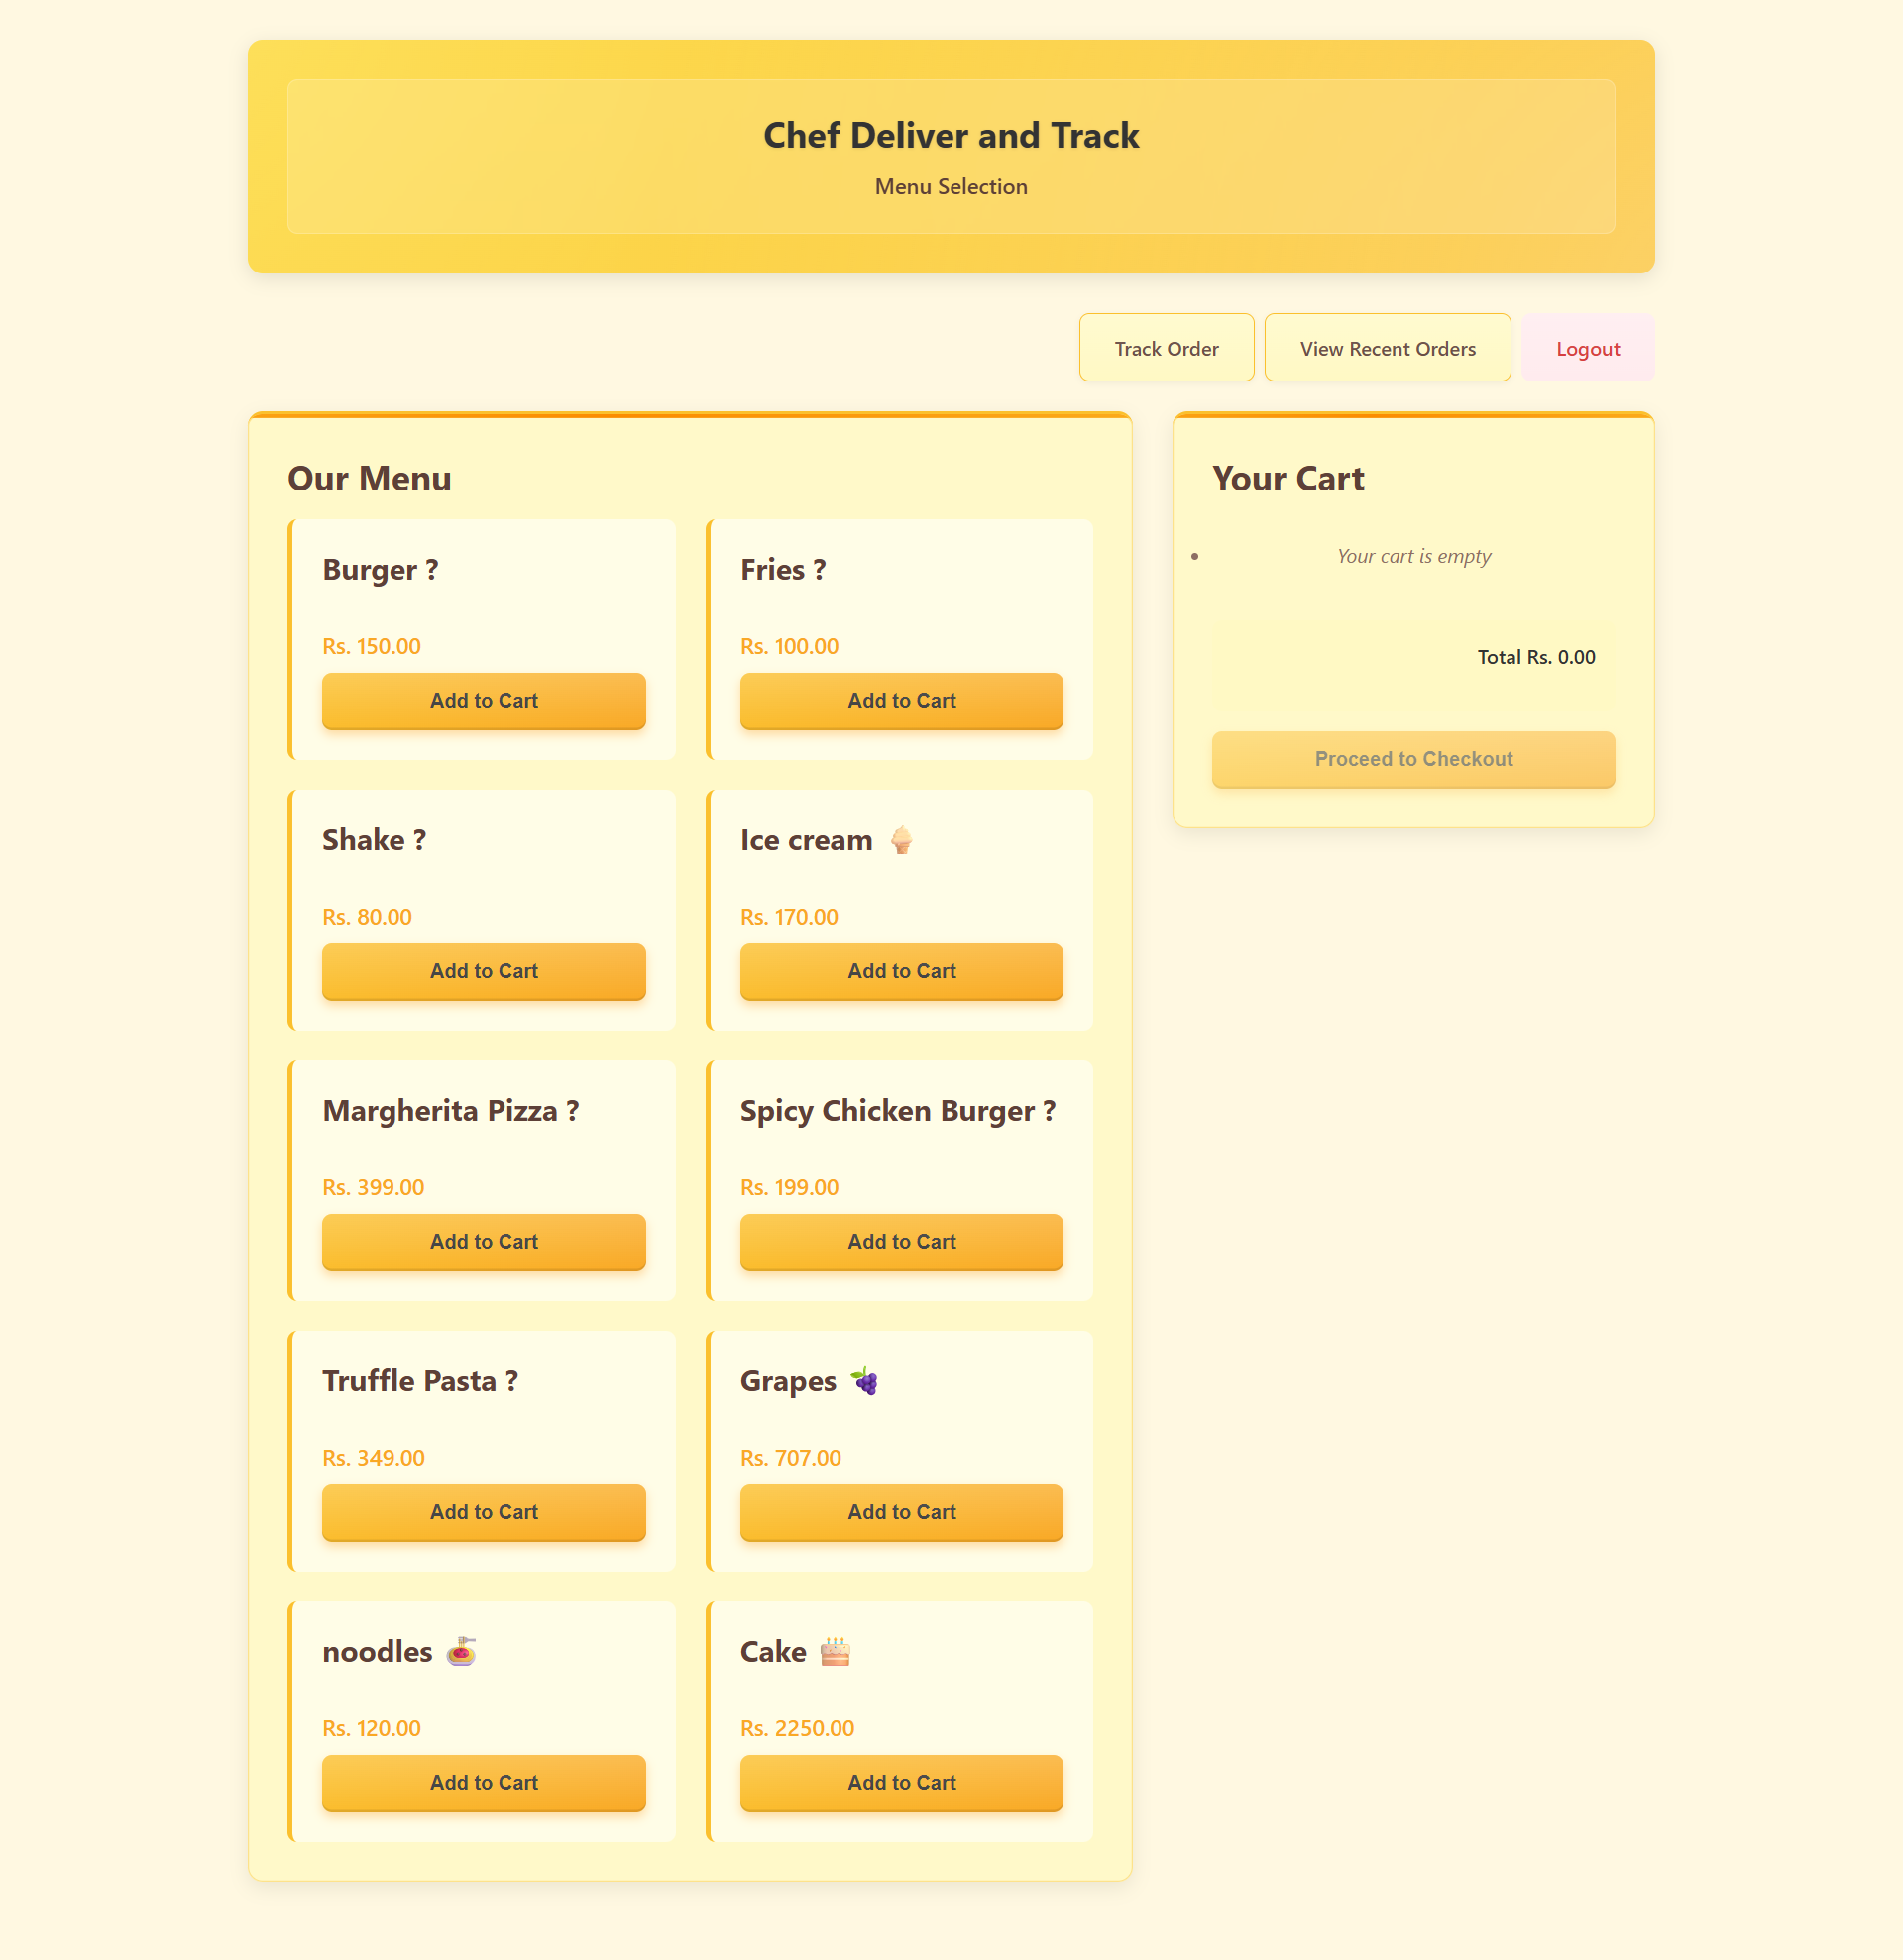 Chef Deliver and Track
Menu Selection
Track Order
View Recent Orders
Logout
Our Menu
Burger ?
Rs. 150.00
Add to Cart
Fries ?
Rs. 100.00
Add to Cart
Shake ?
Rs. 80.00
Add to Cart
Ice cream 🍦
Rs. 170.00
Add to Cart
Margherita Pizza ?
Rs. 399.00
Add to Cart
Spicy Chicken Burger ?
Rs. 199.00
Add to Cart
Truffle Pasta ?
Rs. 349.00
Add to Cart
Grapes 🍇
Rs. 707.00
Add to Cart
noodles 🍝
Rs. 120.00
Add to Cart
Cake 🎂
Rs. 2250.00
Add to Cart
Your Cart
• Your cart is empty
Total Rs. 0.00
Proceed to Checkout